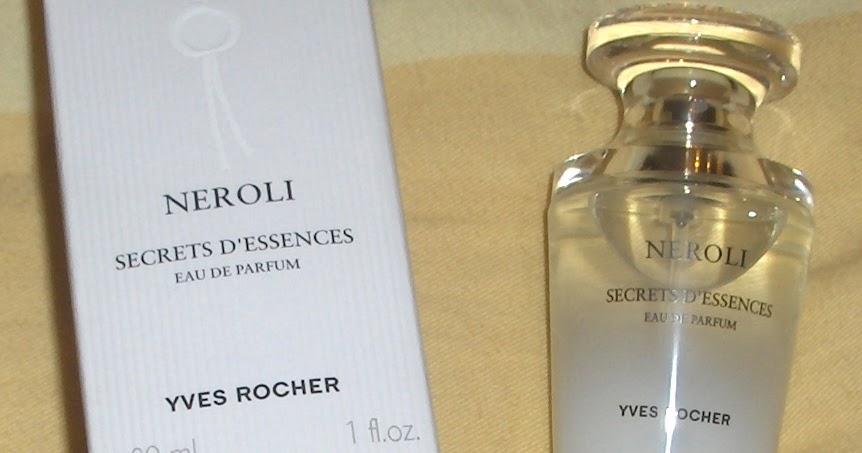 NEROLI
SECRETS D'ESSENCES
EAU DE PARFUM
YVES ROCHER
ml 1 fl.oz.
NEROLI
SECRETS D'ESSENCES
EAU DE PARFUM
YVES ROCHER